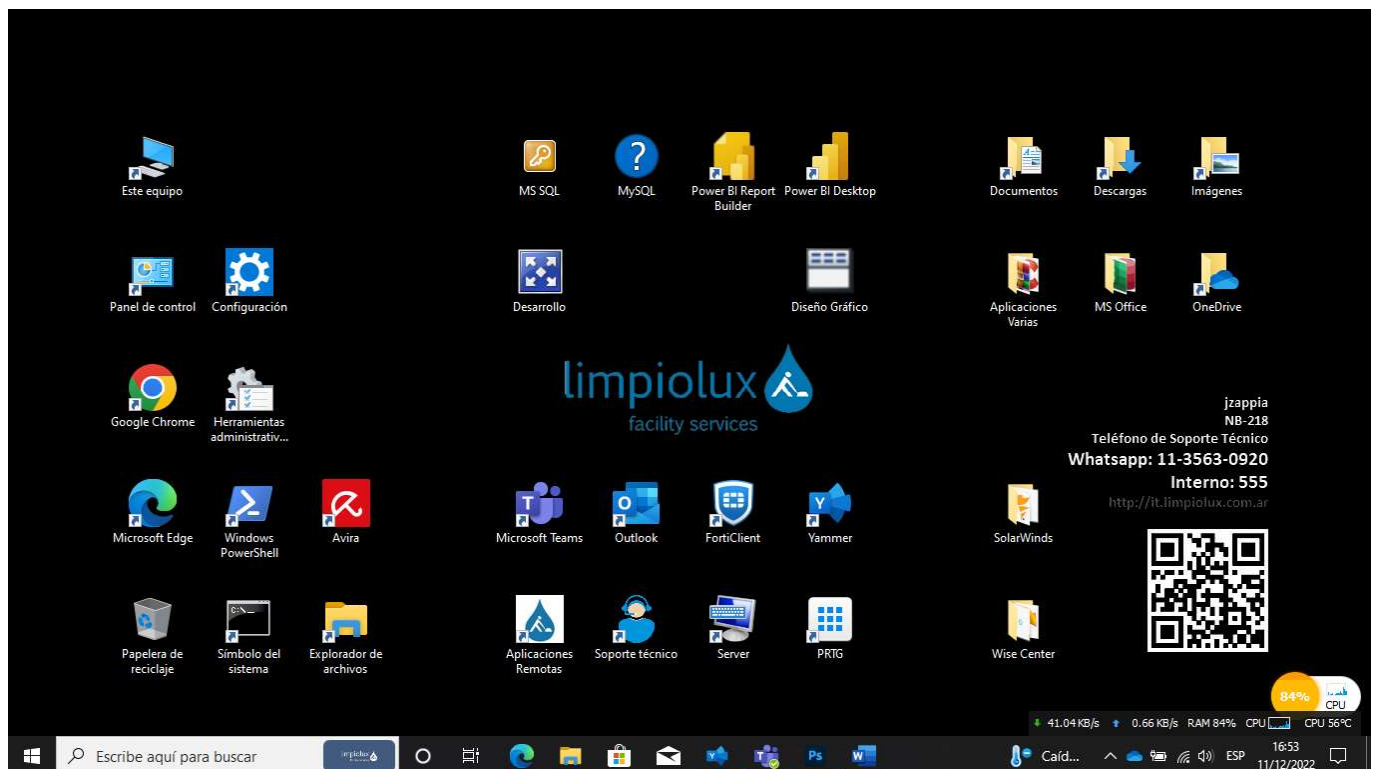 Este equipo
MS SQL
MySQL
Power BI Report
Builder
Power BI Desktop
Documentos
Descargas
Imágenes
Panel de control
Configuración
Desarrollo
Diseño Gráfico
Aplicaciones
Varias
MS Office
OneDrive
limpiolux
facility services
Google Chrome
Herramientas
administrativ...
jzappia
NB-218
Teléfono de Soporte Técnico
Whatsapp: 11-3563-0920
Interno: 555
http://it.limpiolux.com.ar
Microsoft Edge
Windows
PowerShell
Avira
Microsoft Teams
Outlook
FortiClient
Yammer
SolarWinds
Papelera de
reciclaje
Símbolo del
sistema
Explorador de
archivos
Aplicaciones
Remotas
Soporte técnico
Server
PRTG
Wise Center
84%
CPU
41.04 KB/s 0.66 KB/s RAM 84% CPU CPU 56°C
Escribe aquí para buscar
limpiolux
Caíd...
ESP
16:53
11/12/2022